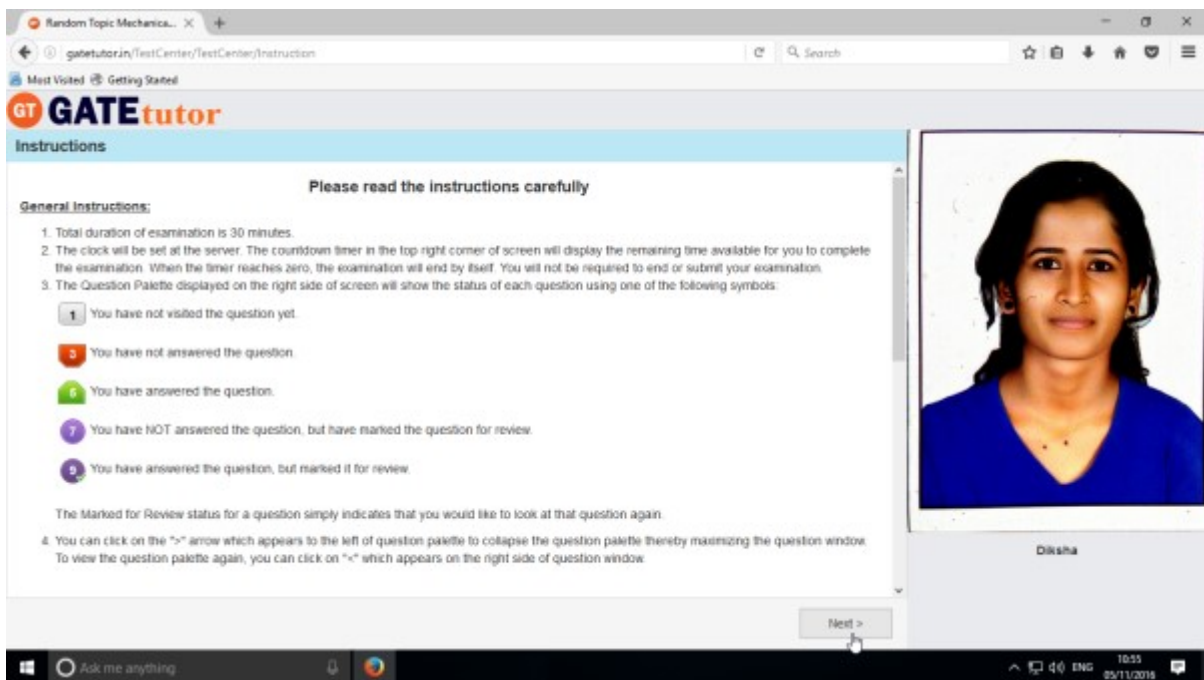 Random Topic Mechanica...
gatetutor.in/TestCenter/TestCenter/Instruction
Search
Most Visited Getting Started
GT GATEtutor
Instructions
Please read the instructions carefully
General Instructions:
1. Total duration of examination is 30 minutes.
2. The clock will be set at the server. The countdown timer in the top right corner of screen will display the remaining time available for you to complete
the examination. When the timer reaches zero, the examination will end by itself. You will not be required to end or submit your examination.
3. The Question Palette displayed on the right side of screen will show the status of each question using one of the following symbols:
1 You have not visited the question yet.
3 You have not answered the question.
6 You have answered the question.
7 You have NOT answered the question, but have marked the question for review.
9 You have answered the question, but marked it for review.
The Marked for Review status for a question simply indicates that you would like to look at that question again.
4. You can click on the ">" arrow which appears to the left of question palette to collapse the question palette thereby maximizing the question window.
To view the question palette again, you can click on "<" which appears on the right side of question window.
Diksha
Next >
Ask me anything
ENG
10:55
05/11/2016